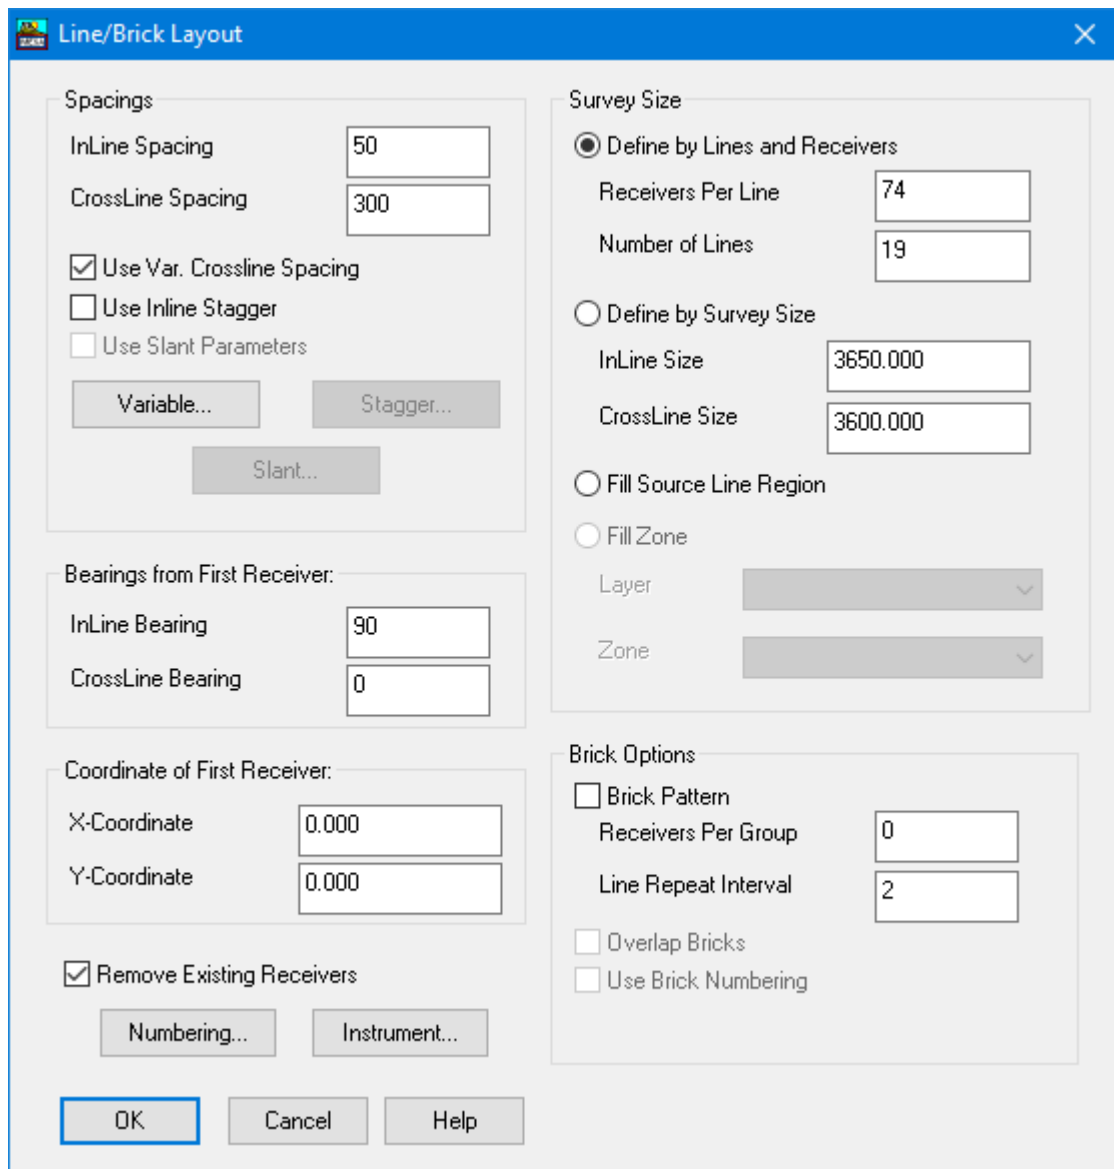 Line/Brick Layout
Spacings
InLine Spacing
50
CrossLine Spacing
300
Use Var. Crossline Spacing
Use Inline Stagger
Use Slant Parameters
Variable...
Stagger...
Slant...
Bearings from First Receiver:
InLine Bearing
90
CrossLine Bearing
0
Coordinate of First Receiver:
X-Coordinate
0.000
Y-Coordinate
0.000
Remove Existing Receivers
Numbering...
Instrument...
OK
Cancel
Help
Survey Size
Define by Lines and Receivers
Receivers Per Line
74
Number of Lines
19
Define by Survey Size
InLine Size
3650.000
CrossLine Size
3600.000
Fill Source Line Region
Fill Zone
Layer
Zone
Brick Options
Brick Pattern
Receivers Per Group
0
Line Repeat Interval
2
Overlap Bricks
Use Brick Numbering